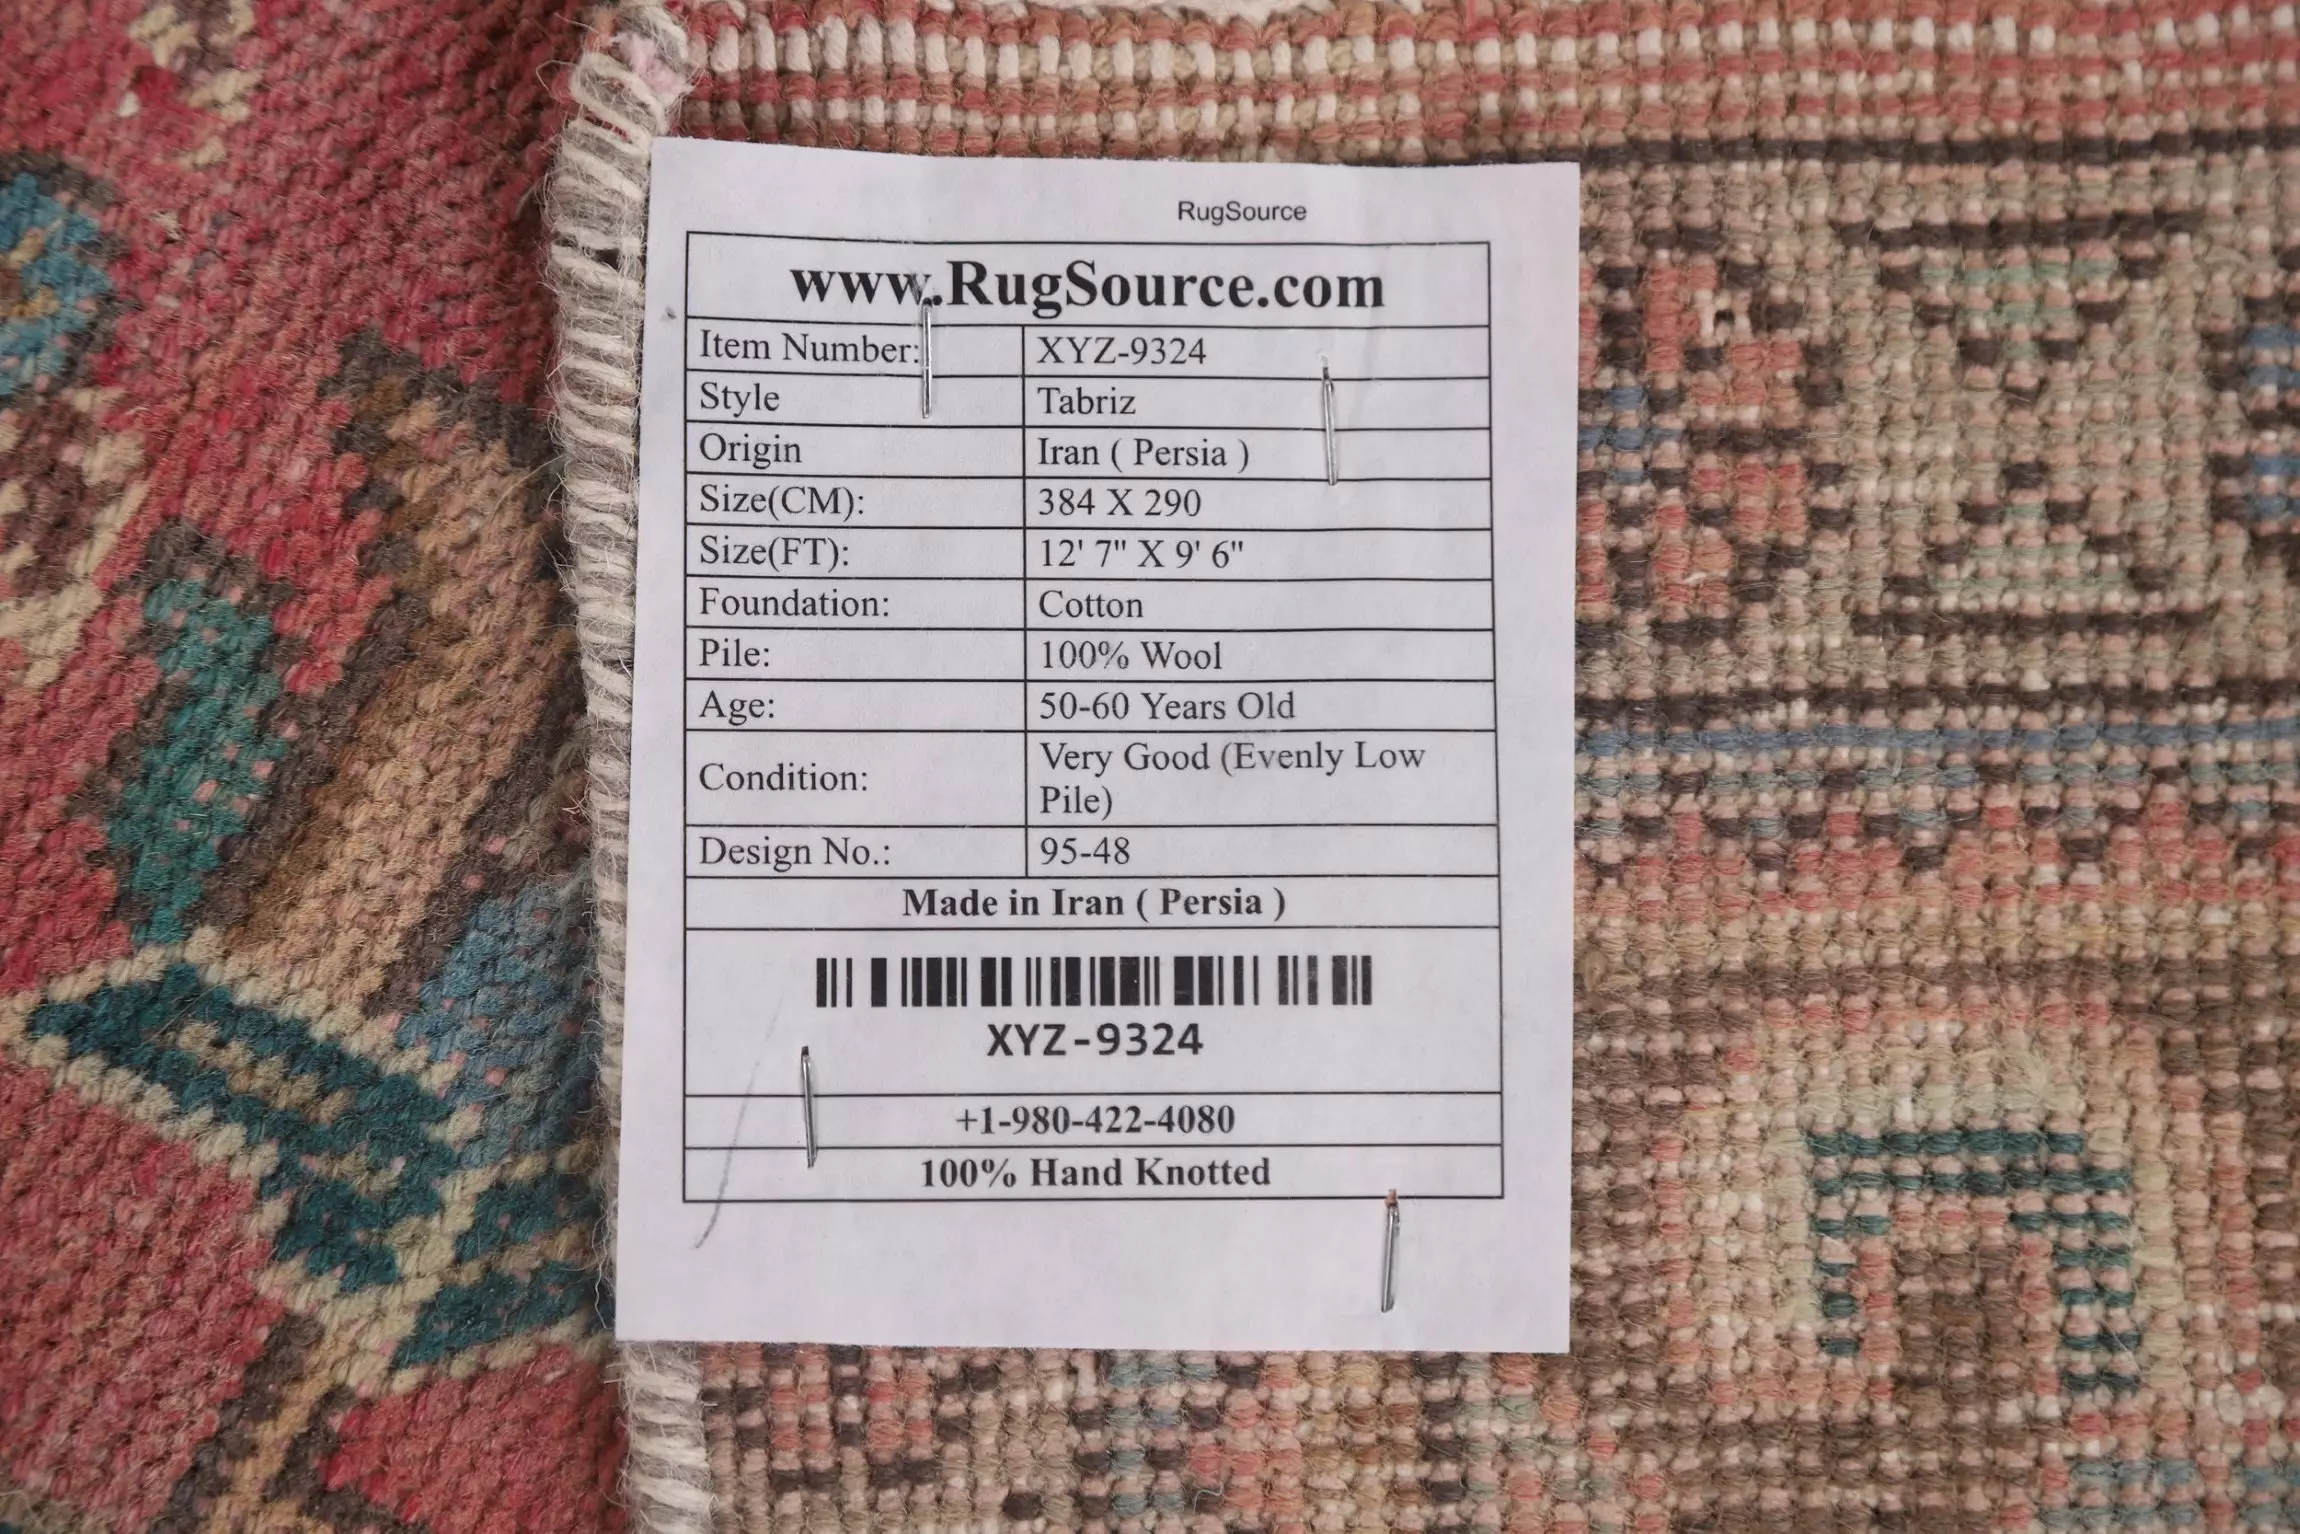 RugSource
www.RugSource.com
Item Number: XYZ-9324
Style Tabriz
Origin Iran ( Persia )
Size(CM): 384 X 290
Size(FT): 12' 7" X 9' 6"
Foundation: Cotton
Pile: 100% Wool
Age: 50-60 Years Old
Condition: Very Good (Evenly Low
Pile)
Design No.: 95-48
Made in Iran ( Persia )
XYZ-9324
+1-980-422-4080
100% Hand Knotted